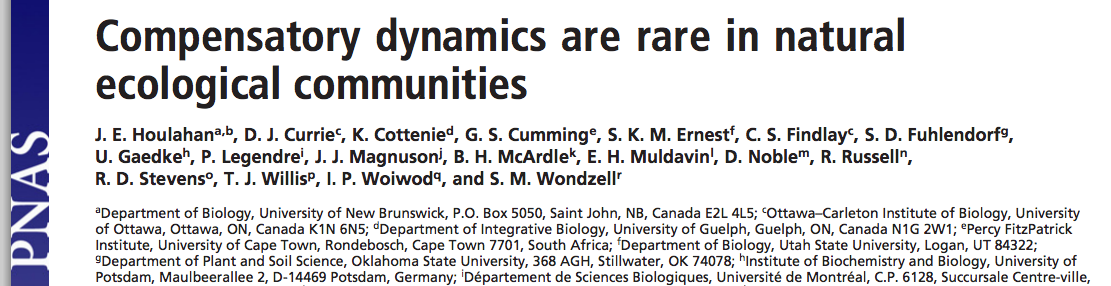 PNAS
Compensatory dynamics are rare in natural
ecological communities
J. E. Houlahanᵃ,ᵇ, D. J. Currieᶜ, K. Cottenieᵈ, G. S. Cummingᵉ, S. K. M. Ernestᶠ, C. S. Findlayᶜ, S. D. Fuhlendorfᵍ,
U. Gaedkeʰ, P. Legendreⁱ, J. J. Magnusonʲ, B. H. McArdleᵏ, E. H. Muldavinˡ, D. Nobleᵐ, R. Russellⁿ,
R. D. Stevensᵒ, T. J. Willisᵖ, I. P. Woiwod𐞥, and S. M. Wondzellʳ
ᵃDepartment of Biology, University of New Brunswick, P.O. Box 5050, Saint John, NB, Canada E2L 4L5; ᶜOttawa–Carleton Institute of Biology, University
of Ottawa, Ottawa, ON, Canada K1N 6N5; ᵈDepartment of Integrative Biology, University of Guelph, Guelph, ON, Canada N1G 2W1; ᵉPercy FitzPatrick
Institute, University of Cape Town, Rondebosch, Cape Town 7701, South Africa; ᶠDepartment of Biology, Utah State University, Logan, UT 84322;
ᵍDepartment of Plant and Soil Science, Oklahoma State University, 368 AGH, Stillwater, OK 74078; ʰInstitute of Biochemistry and Biology, University of
Potsdam, Maulbeerallee 2, D-14469 Potsdam, Germany; ⁱDépartement de Sciences Biologiques, Université de Montréal, C.P. 6128, Succursale Centre-ville,